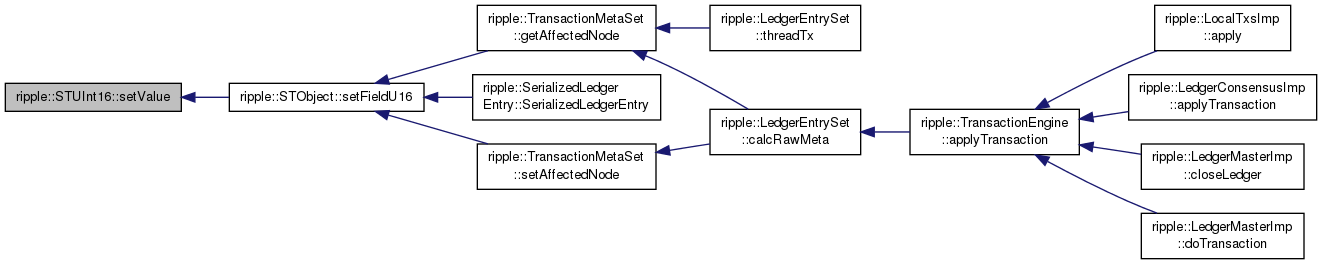 ripple::STUInt16::setValue
ripple::STObject::setFieldU16
ripple::TransactionMetaSet
::getAffectedNode
ripple::SerializedLedger
Entry::SerializedLedgerEntry
ripple::TransactionMetaSet
::setAffectedNode
ripple::LedgerEntrySet
::threadTx
ripple::LedgerEntrySet
::calcRawMeta
ripple::TransactionEngine
::applyTransaction
ripple::LocalTxsImp
::apply
ripple::LedgerConsensusImp
::applyTransaction
ripple::LedgerMasterImp
::closeLedger
ripple::LedgerMasterImp
::doTransaction